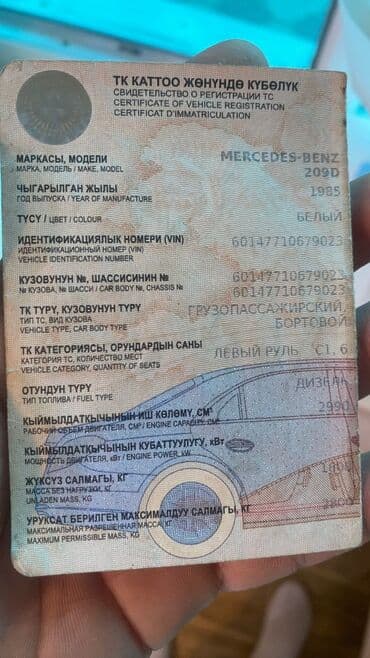 ТК КАТТОО ЖӨНҮНДӨ КҮБӨЛҮК
СВИДЕТЕЛЬСТВО О РЕГИСТРАЦИИ ТС
CERTIFICATE OF VEHICLE REGISTRATION
CERTIFICAT D'IMMATRICULATION
МАРКАСЫ, МОДЕЛИ MERCEDES-BENZ
МАРКА, МОДЕЛЬ / MAKE, MODEL 209D
ЧЫГАРЫЛГАН ЖЫЛЫ 1985
ГОД ВЫПУСКА / YEAR OF MANUFACTURE
ТҮСҮ / ЦВЕТ / COLOUR БЕЛЫЙ
ИДЕНТИФИКАЦИЯЛЫК НОМЕРИ (VIN) 60147710679023
ИДЕНТИФИКАЦИОННЫЙ НОМЕР (VIN)
VEHICLE IDENTIFICATION NUMBER
КУЗОВУНУН №, ШАССИСИНИН № 60147710679023
№ КУЗОВА, № ШАССИ / CAR BODY №, CHASSIS № 60147710679023
ТК ТҮРҮ, КУЗОВУНУН ТҮРҮ ГРУЗОПАССАЖИРСКИЙ,
ТИП ТС, ВИД КУЗОВА БОРТОВОЙ
VEHICLE TYPE, CAR BODY TYPE
ТК КАТЕГОРИЯСЫ, ОРУНДАРДЫН САНЫ ЛЕВЫЙ РУЛЬ C1, 6
КАТЕГОРИЯ ТС, КОЛИЧЕСТВО МЕСТ
VEHICLE CATEGORY, QUANTITY OF SEATS
ОТУНДУН ТҮРҮ ДИЗЕЛЬ
ТИП ТОПЛИВА / FUEL TYPE
КЫЙМЫЛДАТКЫЧЫНЫН ИШ КӨЛӨМҮ, СМ³ 2990
РАБОЧИЙ ОБЪЕМ ДВИГАТЕЛЯ, СМ³ / ENGINE CAPACITY, CM³
КЫЙМЫЛДАТКЫЧЫНЫН КУБАТТУУЛУГУ, кВт
МОЩНОСТЬ ДВИГАТЕЛЯ, кВт / ENGINE POWER, KW
ЖҮКСҮЗ САЛМАГЫ, КГ
МАССА БЕЗ НАГРУЗКИ, КГ
UNLADEN MASS, KG
УРУКСАТ БЕРИЛГЕН МАКСИМАЛДУУ САЛМАГЫ, КГ
МАКСИМАЛЬНАЯ РАЗРЕШЕННАЯ МАССА, КГ
MAXIMUM PERMISSIBLE MASS, KG